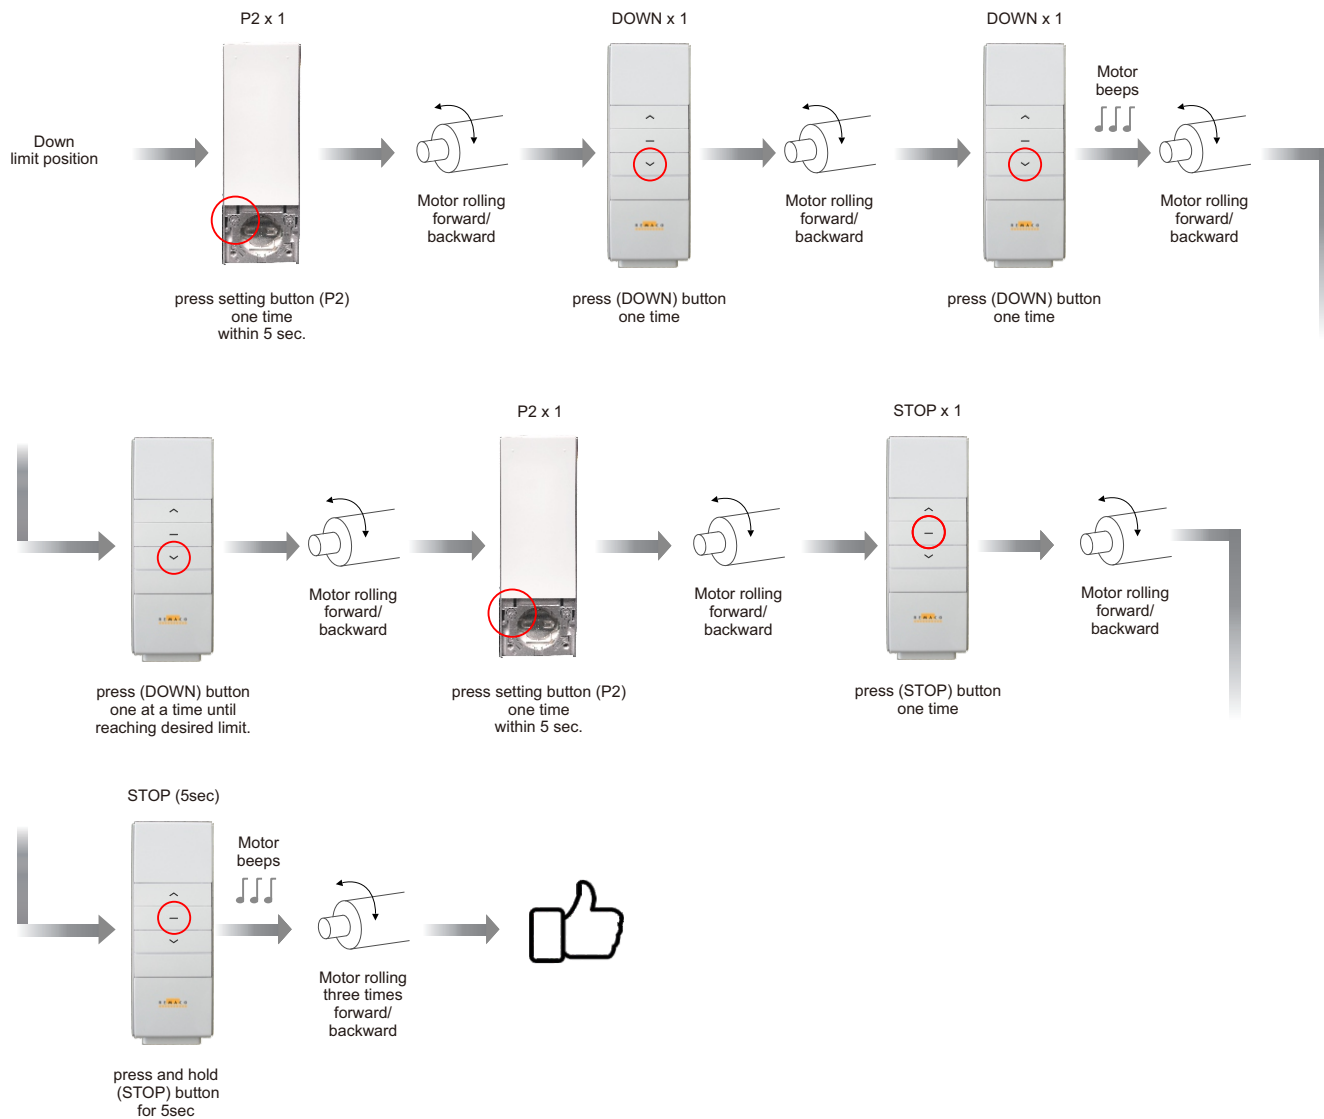 P2 x 1
DOWN x 1
DOWN x 1
Motor
beeps
Down
limit position
Motor rolling
forward/
backward
Motor rolling
forward/
backward
Motor rolling
forward/
backward
press setting button (P2)
one time
within 5 sec.
press (DOWN) button
one time
press (DOWN) button
one time
P2 x 1
STOP x 1
Motor rolling
forward/
backward
Motor rolling
forward/
backward
Motor rolling
forward/
backward
press (DOWN) button
one at a time until
reaching desired limit.
press setting button (P2)
one time
within 5 sec.
press (STOP) button
one time
STOP (5sec)
Motor
beeps
Motor rolling
three times
forward/
backward
press and hold
(STOP) button
for 5sec